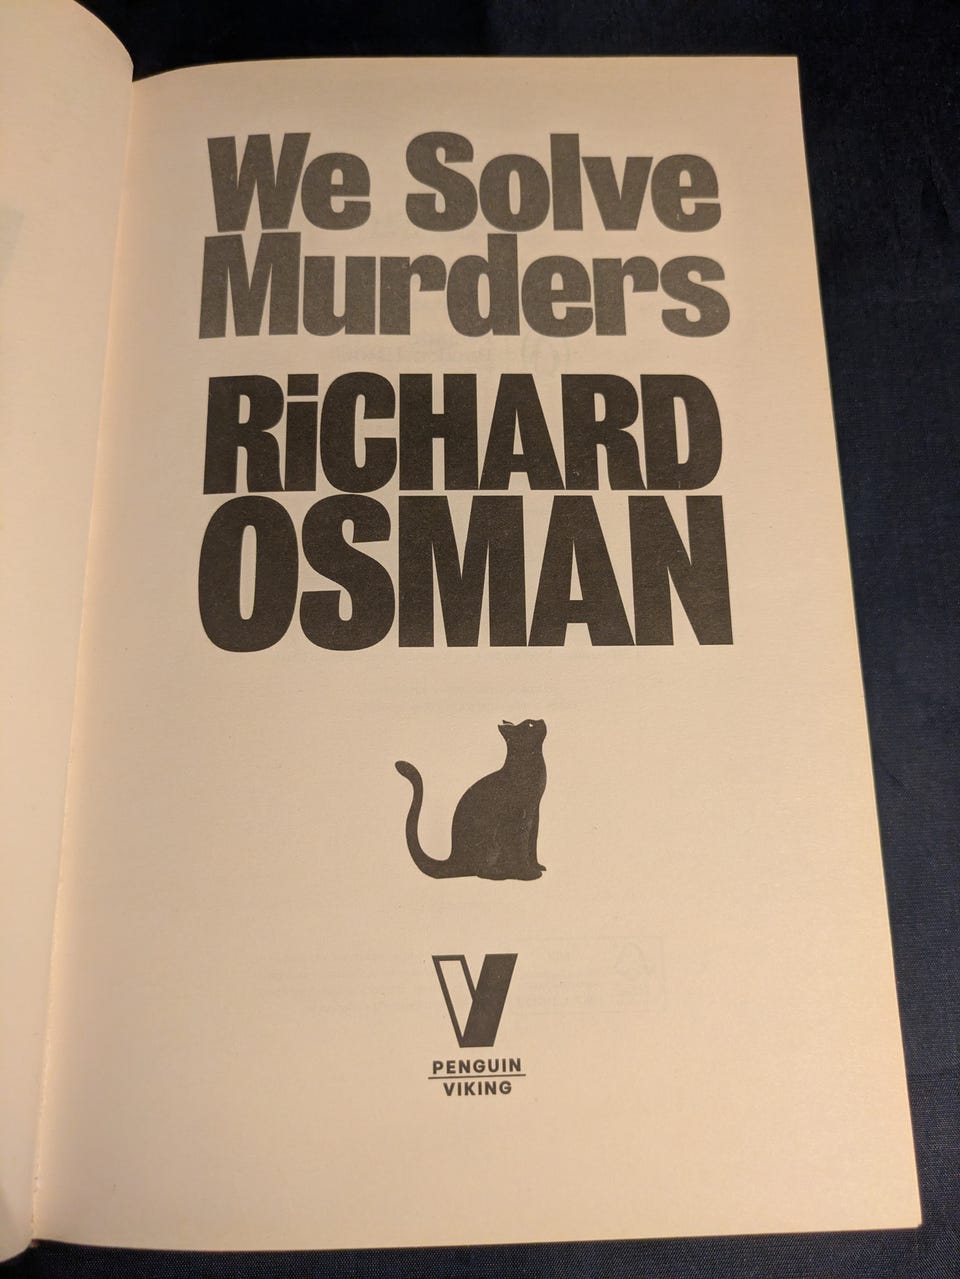 We Solve
Murders
RiCHARD
OSMAN
PENGUIN
VIKING